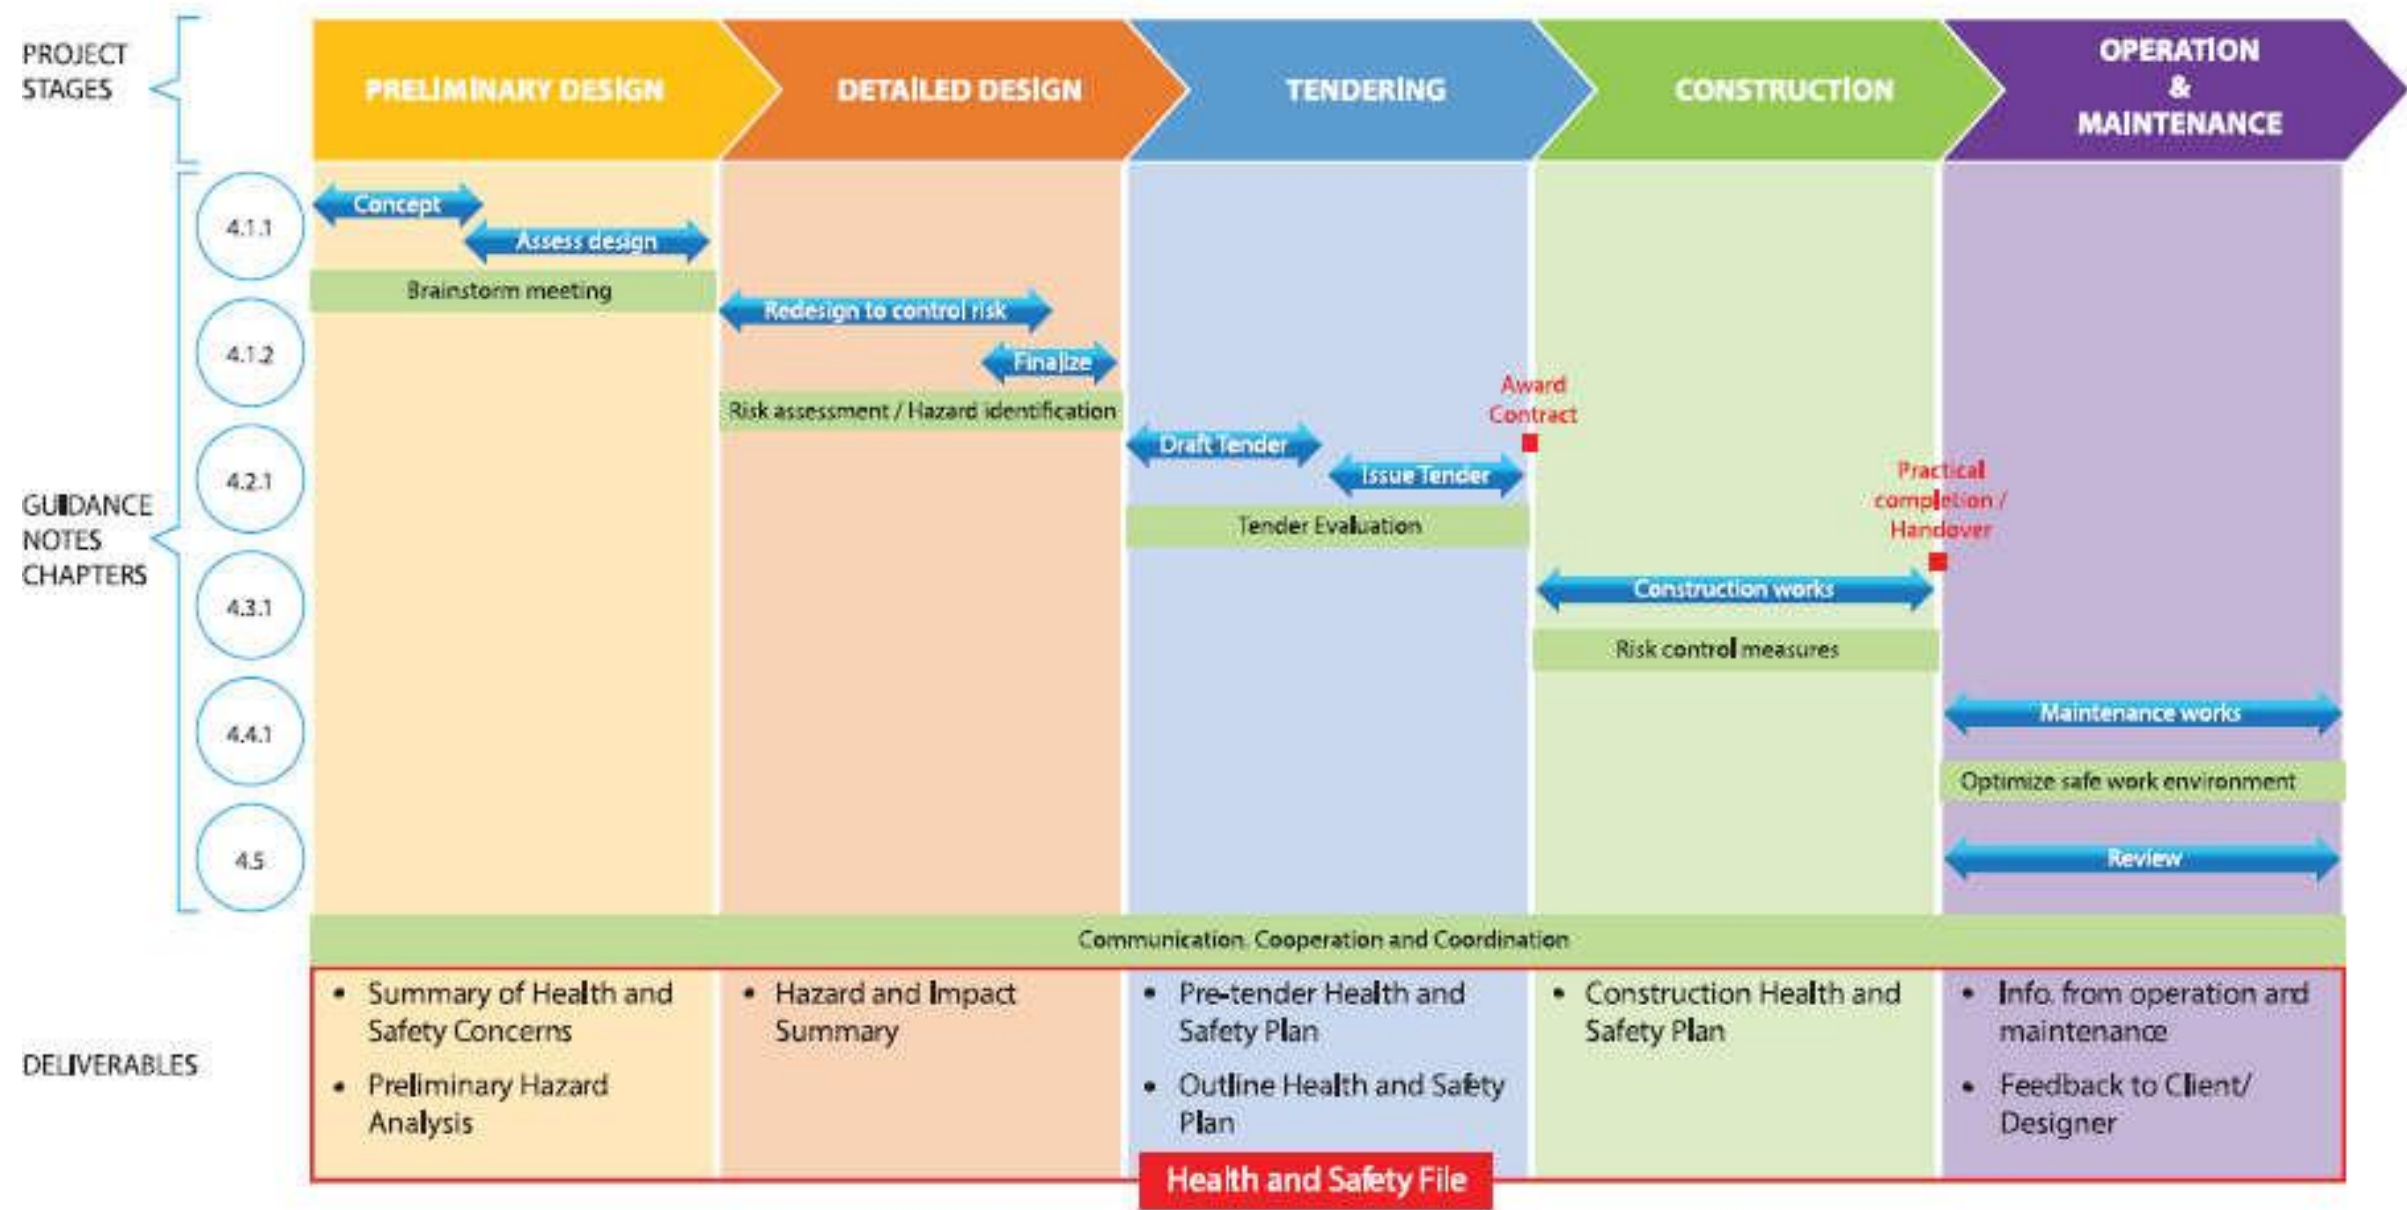 PROJECT
STAGES
PRELIMINARY DESIGN
DETAILED DESIGN
TENDERING
CONSTRUCTION
OPERATION
&
MAINTENANCE
GUIDANCE
NOTES
CHAPTERS
4.1.1
Concept
Assess design
Brainstorm meeting
4.1.2
Redesign to control risk
Finalize
Risk assessment / Hazard identification
4.2.1
Draft Tender
Issue Tender
Tender Evaluation
Award
Contract
4.3.1
Construction works
Risk control measures
Practical
completion /
Handover
4.4.1
Maintenance works
Optimize safe work environment
4.5
Review
Communication, Cooperation and Coordination
DELIVERABLES
• Summary of Health and
Safety Concerns
• Preliminary Hazard
Analysis
• Hazard and Impact
Summary
• Pre-tender Health and
Safety Plan
• Outline Health and Safety
Plan
• Construction Health and
Safety Plan
• Info. from operation and
maintenance
• Feedback to Client/
Designer
Health and Safety File